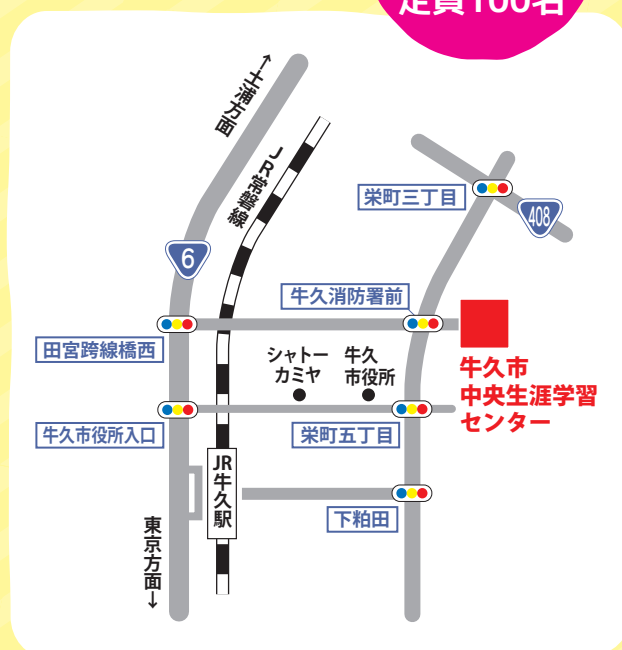 定員100名
↑土浦方面
JR常磐線
栄町三丁目
408
6
牛久消防署前
田宮跨線橋西
シャトー
カミヤ
牛久
市役所
牛久市
中央生涯学習
センター
牛久市役所入口
栄町五丁目
JR牛久駅
下粕田
東京方面↓